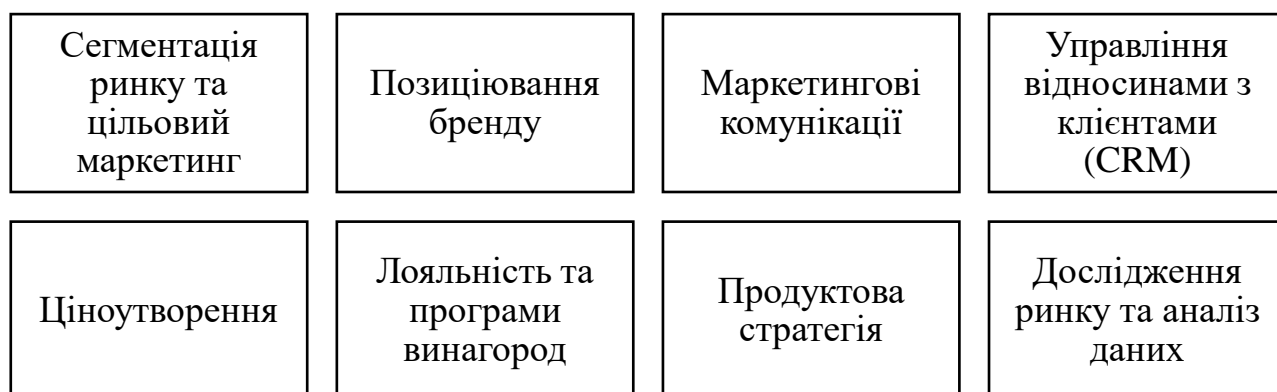 Сегментація
ринку та
цільовий
маркетинг
Позиціювання
бренду
Маркетингові
комунікації
Управління
відносинами з
клієнтами
(CRM)
Ціноутворення
Лояльність та
програми
винагород
Продуктова
стратегія
Дослідження
ринку та аналіз
даних